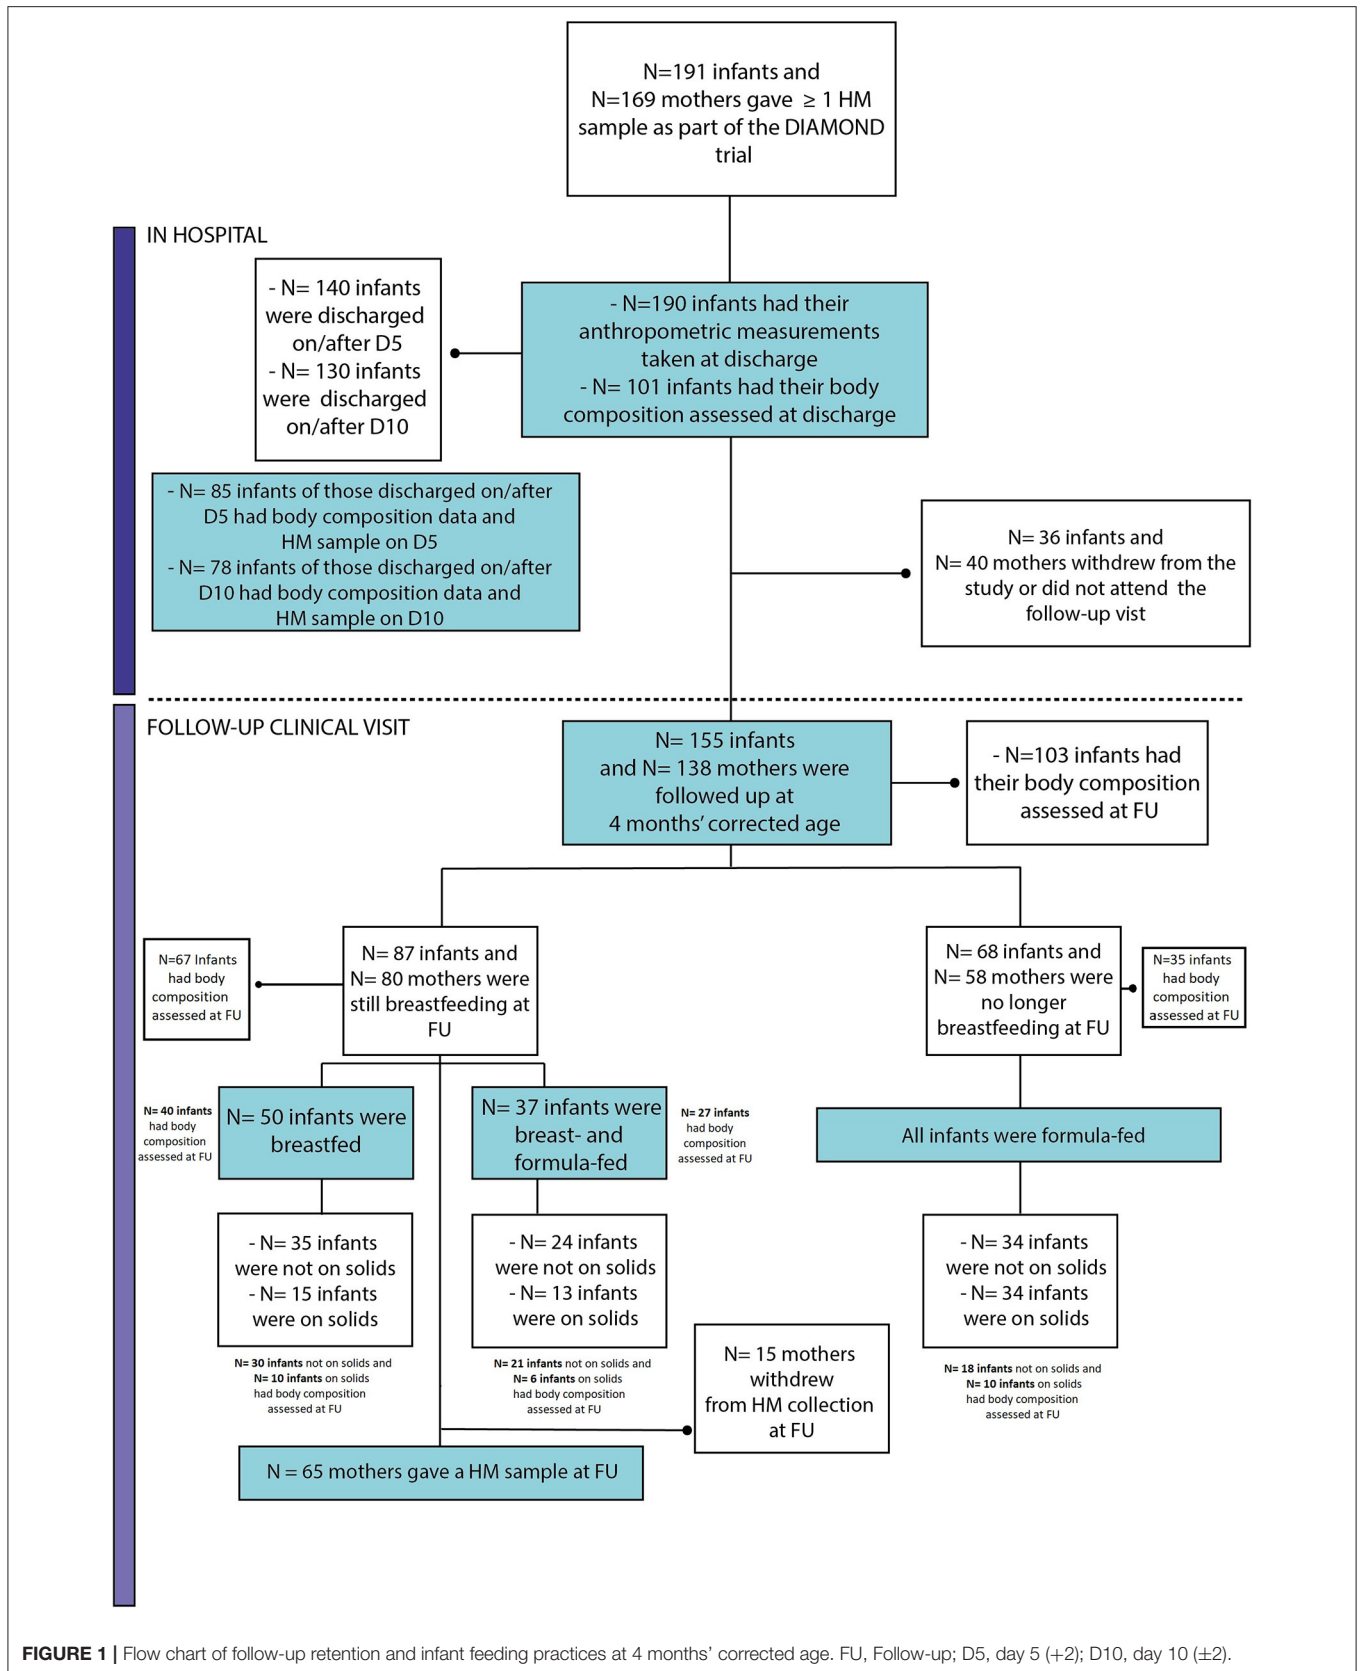 N=191 infants and
N=169 mothers gave ≥ 1 HM
sample as part of the DIAMOND
trial
IN HOSPITAL
- N= 140 infants
were discharged
on/after D5
- N= 130 infants
were discharged
on/after D10
- N=190 infants had their
anthropometric measurements
taken at discharge
- N= 101 infants had their body
composition assessed at discharge
- N= 85 infants of those discharged on/after
D5 had body composition data and
HM sample on D5
- N= 78 infants of those discharged on/after
D10 had body composition data and
HM sample on D10
N= 36 infants and
N= 40 mothers withdrew from the
study or did not attend the
follow-up vist
FOLLOW-UP CLINICAL VISIT
N= 155 infants
and N= 138 mothers were
followed up at
4 months’ corrected age
- N=103 infants had
their body composition
assessed at FU
N=67 Infants
had body
composition
assessed at FU
N= 87 infants and
N= 80 mothers were
still breastfeeding at
FU
N= 68 infants and
N= 58 mothers were
no longer
breastfeeding at FU
N=35 infants
had body
composition
assessed at FU
N= 40 infants
had body
composition
assessed at FU
N= 50 infants were
breastfed
N= 37 infants were
breast- and
formula-fed
N= 27 infants
had body
composition
assessed at FU
All infants were formula-fed
- N= 35 infants
were not on solids
- N= 15 infants
were on solids
- N= 24 infants
were not on solids
- N= 13 infants
were on solids
- N= 34 infants
were not on solids
- N= 34 infants
were on solids
N= 30 infants not on solids and
N= 10 infants on solids
had body composition
assessed at FU
N= 21 infants not on solids and
N= 6 infants on solids
had body composition
assessed at FU
N= 15 mothers
withdrew
from HM collection
at FU
N= 18 infants not on solids and
N= 10 infants on solids
had body composition
assessed at FU
N = 65 mothers gave a HM sample at FU
FIGURE 1 | Flow chart of follow-up retention and infant feeding practices at 4 months’ corrected age. FU, Follow-up; D5, day 5 (+2); D10, day 10 (±2).